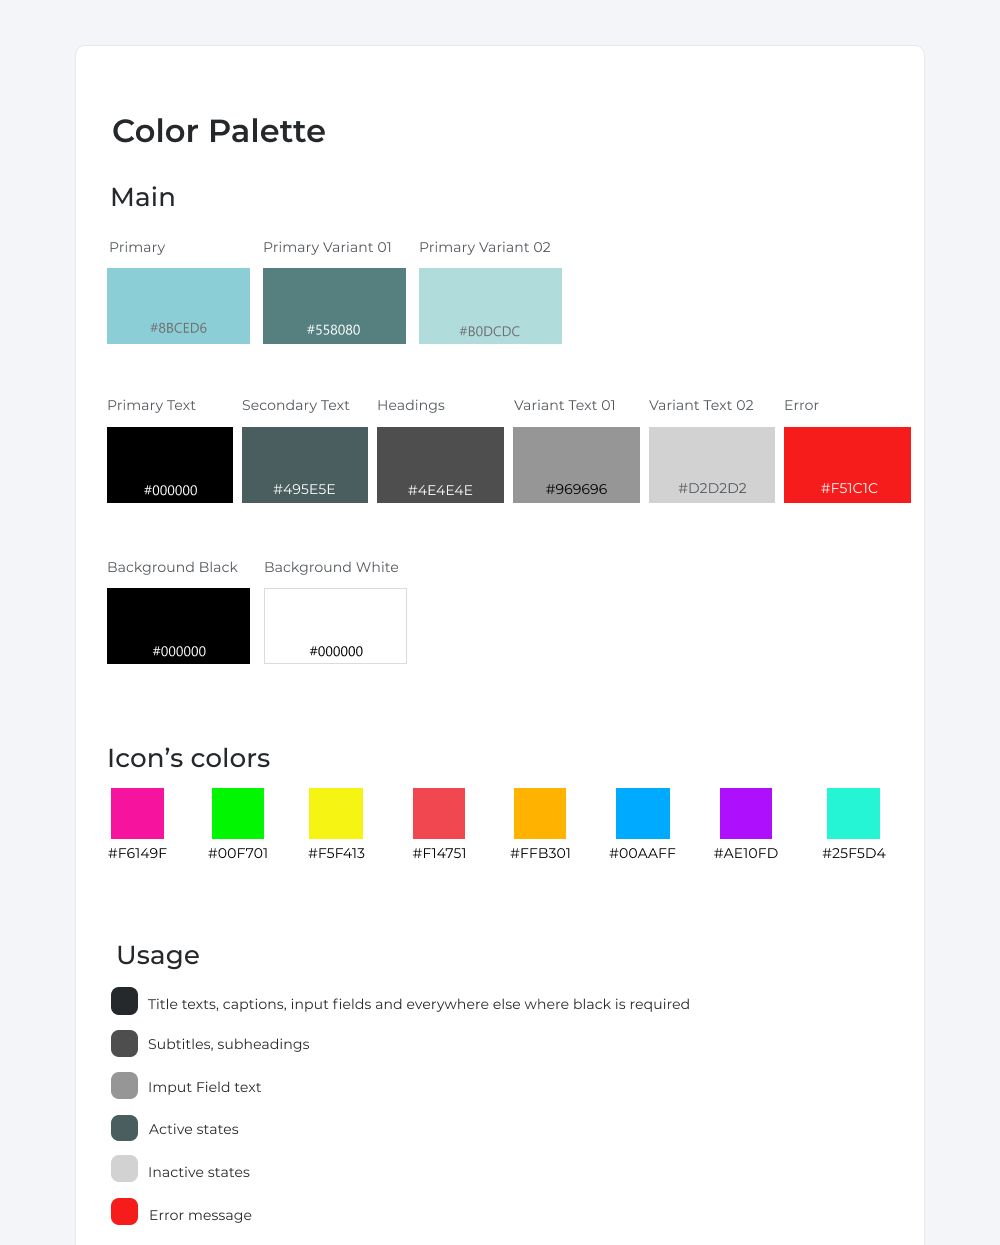 Color Palette
Main
Primary
Primary Variant 01
Primary Variant 02
#8BCED6
#558080
#B0DCDC
Primary Text
Secondary Text
Headings
Variant Text 01
Variant Text 02
Error
#000000
#495E5E
#4E4E4E
#969696
#D2D2D2
#F51C1C
Background Black
Background White
#000000
#000000
Icon’s colors
#F6149F
#00F701
#F5F413
#F14751
#FFB301
#00AAFF
#AE10FD
#25F5D4
Usage
Title texts, captions, input fields and everywhere else where black is required
Subtitles, subheadings
Imput Field text
Active states
Inactive states
Error message